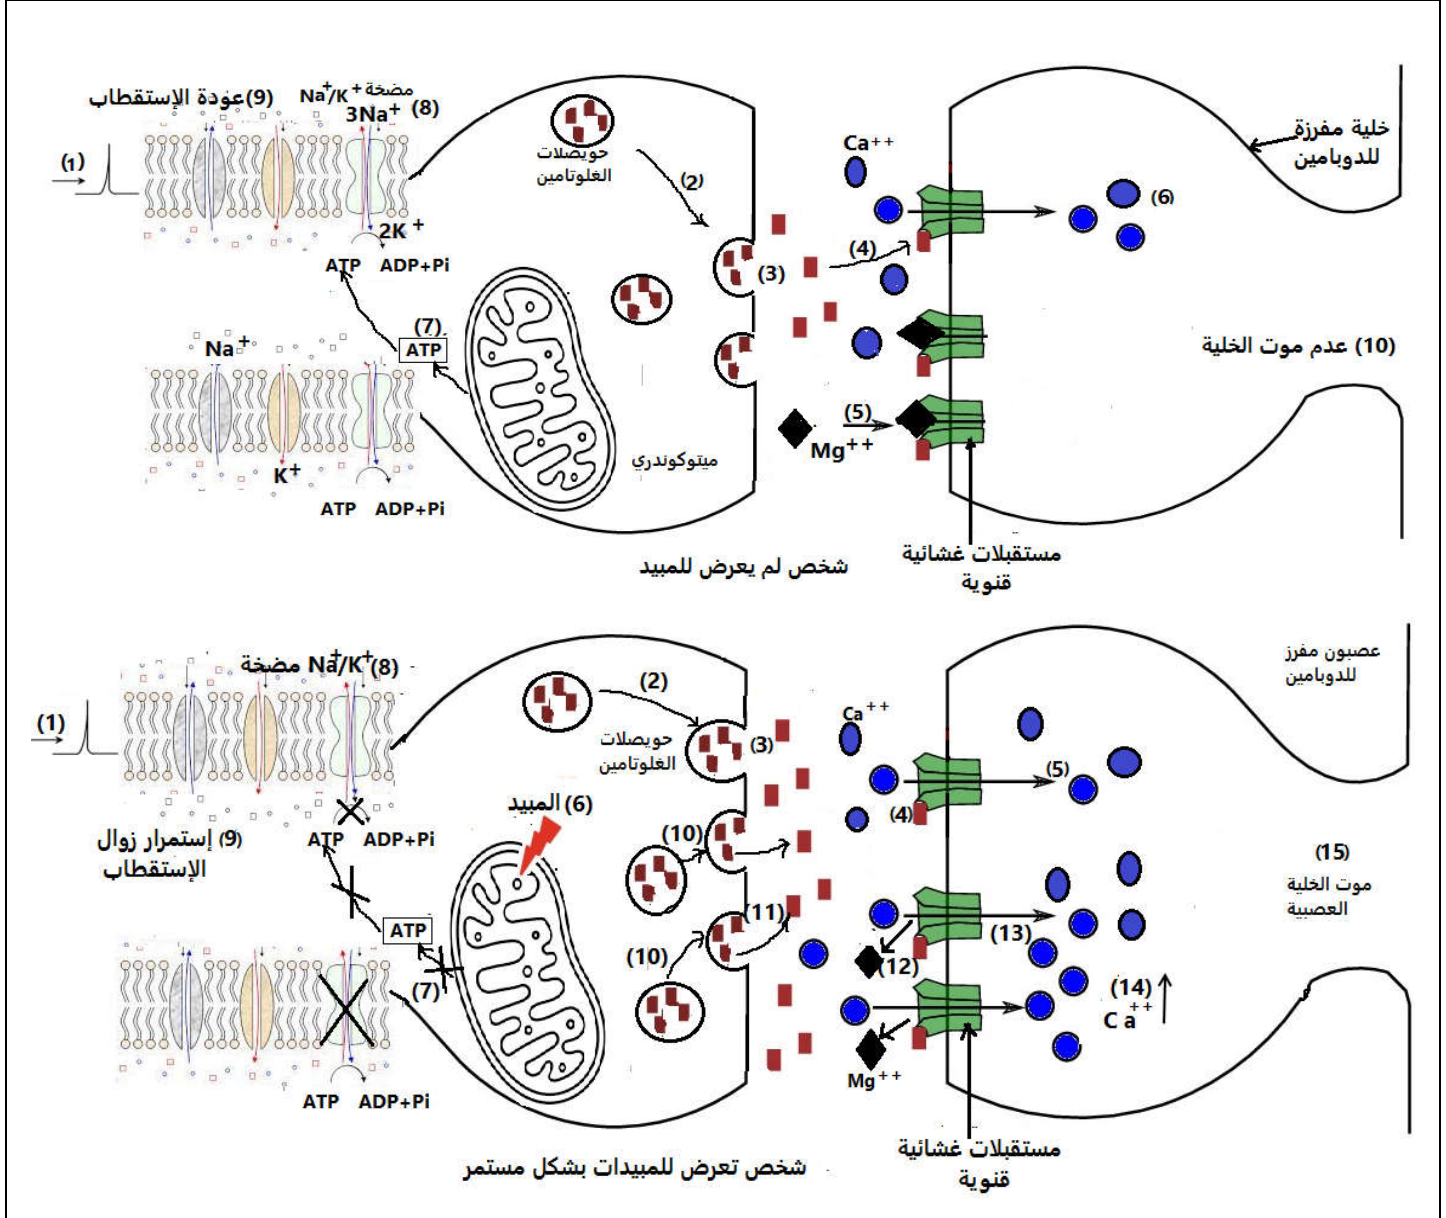 (9)عودة الإستقطاب
مضخة Na+/K+
3Na+ (8)
(1)
2K+
ATP ADP+Pi
حويصلات
الغلوتامين
(2)
(3)
(4)
Ca++
(6)
خلية مفرزة
للدوبامين
(7)
ATP
Na+
K+
ATP ADP+Pi
ميتوكوندري
(5)
Mg++
(10) عدم موت الخلية
مستقبلات غشائية
قنوية
شخص لم يعرض للمبيد
مضخة Na+/K+(8)
(1)
ATP ADP+Pi
(9) إستمرار زوال
الإستقطاب
(2)
حويصلات
الغلوتامين
(3)
(6) المبيد
(10)
(11)
(10)
ATP
(7)
ATP ADP+Pi
Ca++
(4)
(5)
(12)
(13)
(14)
Ca++
Mg++
عصبون مفرز
للدوبامين
(15)
موت الخلية
العصبية
مستقبلات غشائية
قنوية
شخص تعرض للمبيدات بشكل مستمر